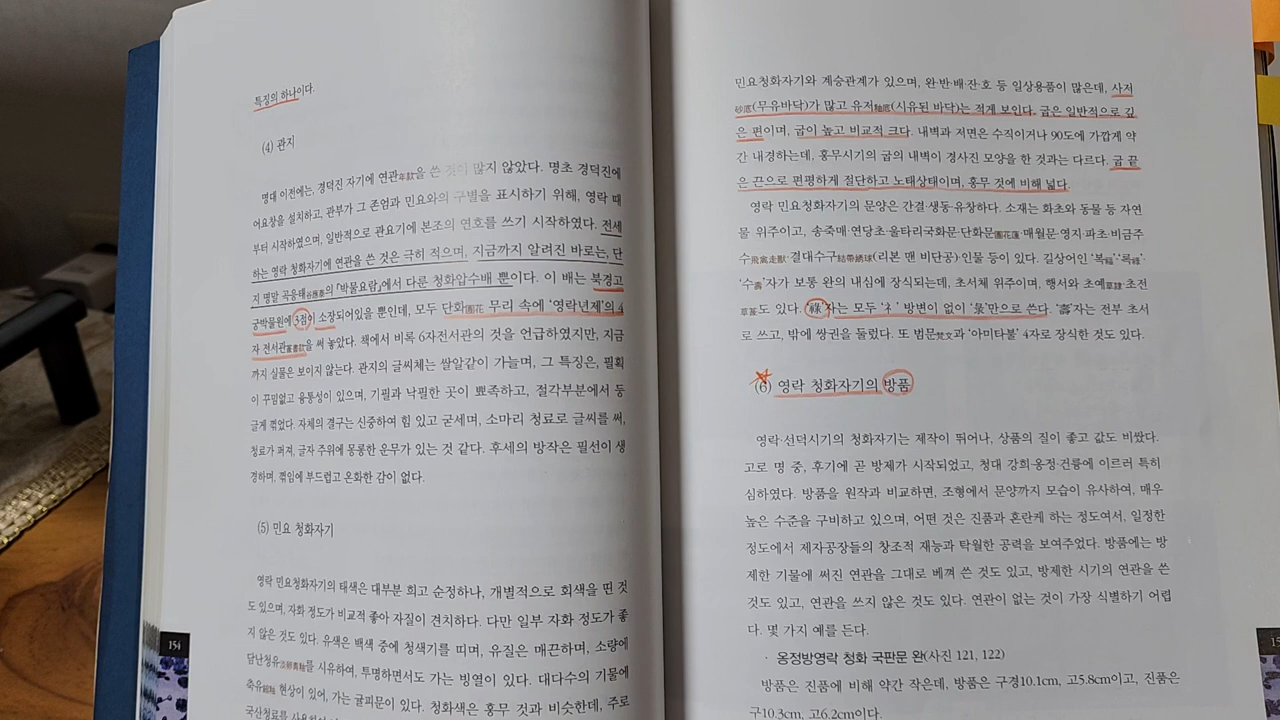 특징의 하나이다.
(4) 관지
명대 이전에는, 경덕진 자기에 연관年款을 쓴 것이 많지 않았다. 명초 경덕진에
어요창을 설치하고, 관부가 그 존엄과 민요와의 구별을 표시하기 위해, 영락 때
부터 시작하였으며, 일반적으로 관요기에 본조의 연호를 쓰기 시작하였다. 전세
하는 영락 청화자기에 연관을 쓴 것은 극히 적으며, 지금까지 알려진 바로는, 단
지 명말 곡응태谷應泰의 「박물요람」에서 다룬 청화압수배 뿐이다. 이 배는 북경고
궁박물원에 3점이 소장되어있을 뿐인데, 모두 단화團花 무리 속에 '영락년제'의 4
자 전서관篆書款을 써 놓았다. 책에서 비록 6자전서관의 것을 언급하였지만, 지금
까지 실물은 보이지 않는다. 관지의 글씨체는 쌀알같이 가늘며, 그 특징은, 필획
이 꾸밈없고 융통성이 있으며, 기필과 낙필한 곳이 뾰족하고, 절각부분에서 둥
글게 꺾었다. 자체의 결구는 신중하여 힘 있고 굳세며, 소마리 청료로 글씨를 써,
청료가 퍼져, 글자 주위에 몽롱한 운무가 있는 것 같다. 후세의 방작은 필선이 생
경하며, 꺾임에 부드럽고 온화한 감이 없다.
(5) 민요 청화자기
영락 민요청화자기의 태색은 대부분 희고 순정하나, 개별적으로 회색을 띤 것
도 있으며, 자화 정도가 비교적 좋아 자질이 견치하다. 다만 일부 자화 정도가 좋
지 않은 것도 있다. 유색은 백색 중에 청색기를 띠며, 유질은 매끈하며, 소량에
담난청유淡卵靑釉를 시유하여, 투명하면서도 가는 빙열이 있다. 대다수의 기물에
축유縮釉 현상이 있어, 가는 귤피문이 있다. 청화색은 홍무 것과 비슷한데, 주로
국산청료를
154
민요청화자기와 계승관계가 있으며, 완·반·배·잔·호 등 일상용품이 많은데, 사저
砂底(무유바닥)가 많고 유저釉底(시유된 바닥)는 적게 보인다. 굽은 일반적으로 깊
은 편이며, 굽이 높고 비교적 크다. 내벽과 저면은 수직이거나 90도에 가깝게 약
간 내경하는데, 홍무시기의 굽의 내벽이 경사진 모양을 한 것과는 다르다. 굽 끝
은 끈으로 편평하게 절단하고 노태상태이며, 홍무 것에 비해 넓다.
영락 민요청화자기의 문양은 간결·생동·유창하다. 소재는 화초와 동물 등 자연
물 위주이고, 송죽매·연당초·울타리국화문·단화문團花蓮·매월문·영지·파초·비금주
수飛禽走獸·결대수구結帶綉球(리본 맨 비단공)·인물 등이 있다. 길상어인 '복福'·'록祿'·
'수壽'자가 보통 완의 내심에 장식되는데, 초서체 위주이며, 행서와 초예草隸·초전
草篆도 있다. '祿'자는 모두 '礻' 방변이 없이 '彔'만으로 쓴다. '壽'자는 전부 초서
로 쓰고, 밖에 쌍권을 둘렀다. 또 범문梵文과 '아미타불' 4자로 장식한 것도 있다.
(6) 영락 청화자기의 방품
영락·선덕시기의 청화자기는 제작이 뛰어나, 상품의 질이 좋고 값도 비쌌다.
고로 명 중, 후기에 곧 방제가 시작되었고, 청대 강희·옹정·건륭에 이르러 특히
심하였다. 방품을 원작과 비교하면, 조형에서 문양까지 모습이 유사하여, 매우
높은 수준을 구비하고 있으며, 어떤 것은 진품과 혼란케 하는 정도여서, 일정한
정도에서 제자공장들의 창조적 재능과 탁월한 공력을 보여주었다. 방품에는 방
제한 기물에 써진 연관을 그대로 베껴 쓴 것도 있고, 방제한 시기의 연관을 쓴
것도 있고, 연관을 쓰지 않은 것도 있다. 연관이 없는 것이 가장 식별하기 어렵
다. 몇 가지 예를 든다.
· 옹정방영락 청화 국판문 완(사진 121, 122)
방품은 진품에 비해 약간 작은데, 방품은 구경10.1cm, 고5.8cm이고, 진품은
구10.3cm, 고6.2cm이다.